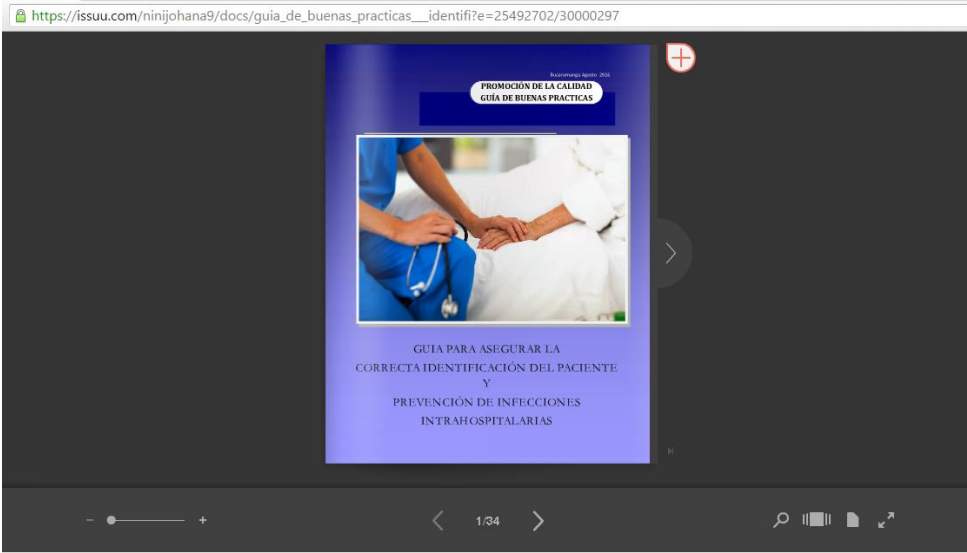 https://issuu.com/ninijohana9/docs/guia_de_buenas_practicas__identifi?e=25492702/30000297
Bucaramanga Agosto 2016
PROMOCIÓN DE LA CALIDAD
GUÍA DE BUENAS PRACTICAS
GUIA PARA ASEGURAR LA
CORRECTA IDENTIFICACIÓN DEL PACIENTE
Y
PREVENCIÓN DE INFECCIONES
INTRAHOSPITALARIAS
1/34